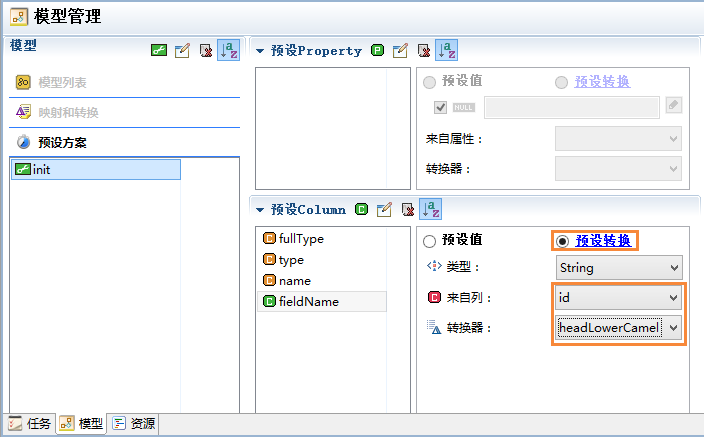 模型管理
模型
模型列表
映射和转换
预设方案
init
预设Property
预设值
预设转换
NULL
来自属性：
转换器：
预设Column
fullType
type
name
fieldName
预设值
预设转换
类型：
String
来自列：
id
转换器：
headLowerCamel
任务
模型
资源